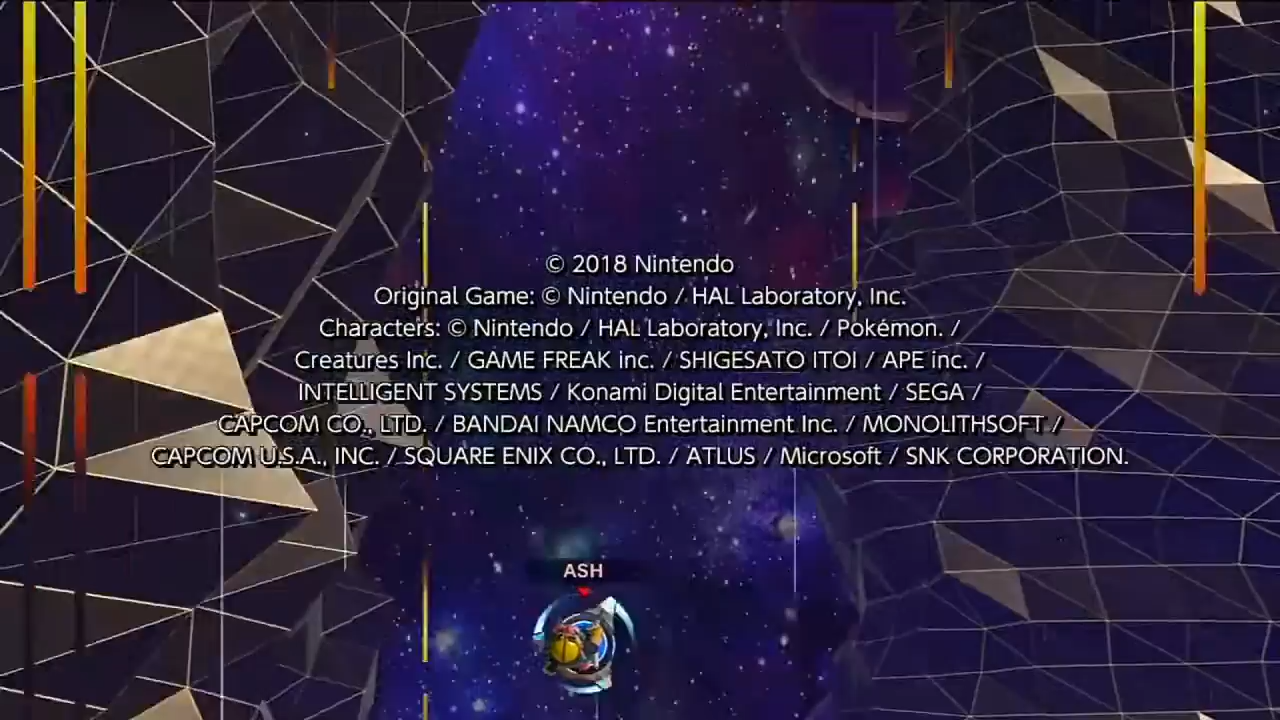 © 2018 Nintendo
Original Game: © Nintendo / HAL Laboratory, Inc.
Characters: © Nintendo / HAL Laboratory, Inc. / Pokémon. /
Creatures Inc. / GAME FREAK inc. / SHIGESATO ITOI / APE inc. /
INTELLIGENT SYSTEMS / Konami Digital Entertainment / SEGA /
CAPCOM CO., LTD. / BANDAI NAMCO Entertainment Inc. / MONOLITHSOFT /
CAPCOM U.S.A., INC. / SQUARE ENIX CO., LTD. / ATLUS / Microsoft / SNK CORPORATION.
ASH